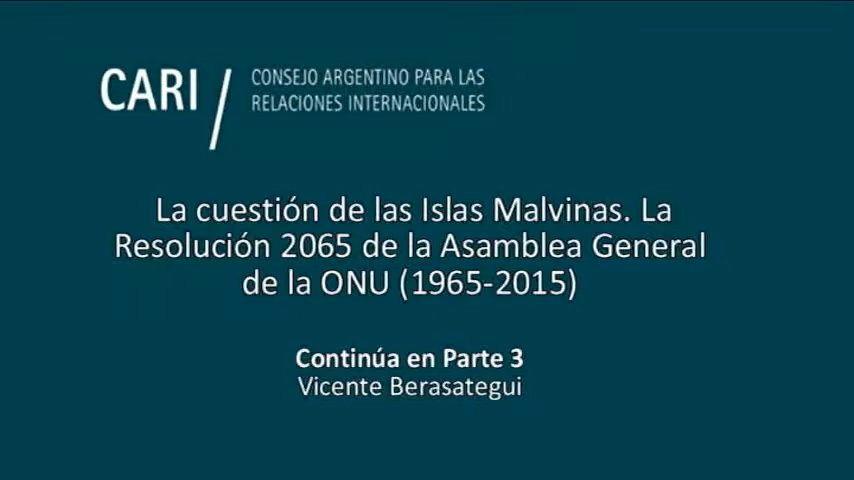 CARI
CONSEJO ARGENTINO PARA LAS
RELACIONES INTERNACIONALES
La cuestión de las Islas Malvinas. La
Resolución 2065 de la Asamblea General
de la ONU (1965-2015)
Continúa en Parte 3
Vicente Berasategui